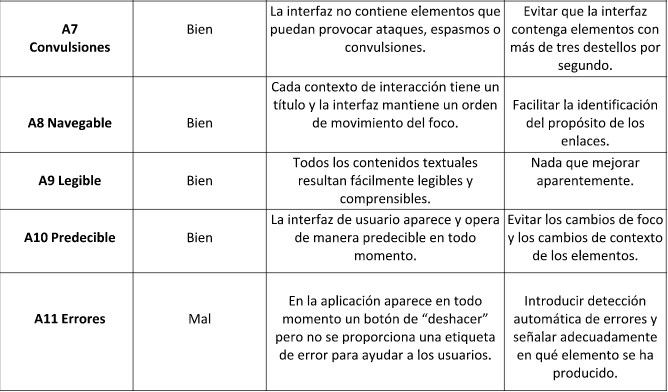 A7
Convulsiones
Bien
La interfaz no contiene elementos que
puedan provocar ataques, espasmos o
convulsiones.
Evitar que la interfaz
contenga elementos con
más de tres destellos por
segundo.
A8 Navegable
Bien
Cada contexto de interacción tiene un
título y la interfaz mantiene un orden
de movimiento del foco.
Facilitar la identificación
del propósito de los
enlaces.
A9 Legible
Bien
Todos los contenidos textuales
resultan fácilmente legibles y
comprensibles.
Nada que mejorar
aparentemente.
A10 Predecible
Bien
La interfaz de usuario aparece y opera
de manera predecible en todo
momento.
Evitar los cambios de foco
y los cambios de contexto
de los elementos.
A11 Errores
Mal
En la aplicación aparece en todo
momento un botón de “deshacer”
pero no se proporciona una etiqueta
de error para ayudar a los usuarios.
Introducir detección
automática de errores y
señalar adecuadamente
en qué elemento se ha
producido.